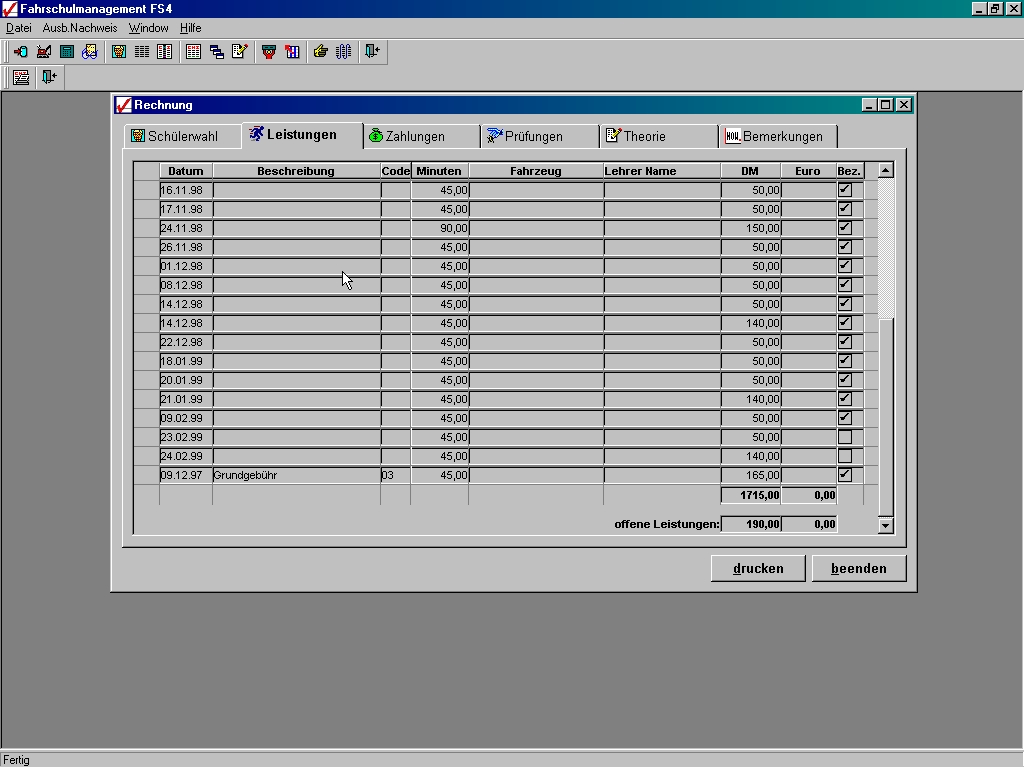 Fahrschulmanagement FS4
Datei Ausb.Nachweis Window Hilfe
Rechnung
Schülerwahl Leistungen Zahlungen Prüfungen HOW.. Theorie Bemerkungen
Datum Beschreibung Code Minuten Fahrzeug Lehrer Name DM Euro Bez.
16.11.98 45,00 50,00
17.11.98 45,00 50,00
24.11.98 90,00 150,00
26.11.98 45,00 50,00
01.12.98 45,00 50,00
08.12.98 45,00 50,00
14.12.98 45,00 50,00
14.12.98 45,00 140,00
22.12.98 45,00 50,00
18.01.99 45,00 50,00
20.01.99 45,00 50,00
21.01.99 45,00 140,00
09.02.99 45,00 50,00
23.02.99 45,00 50,00
24.02.99 45,00 140,00
09.12.97 Grundgebühr 03 45,00 165,00
1715,00 0,00
offene Leistungen: 190,00 0,00
drucken beenden
Fertig